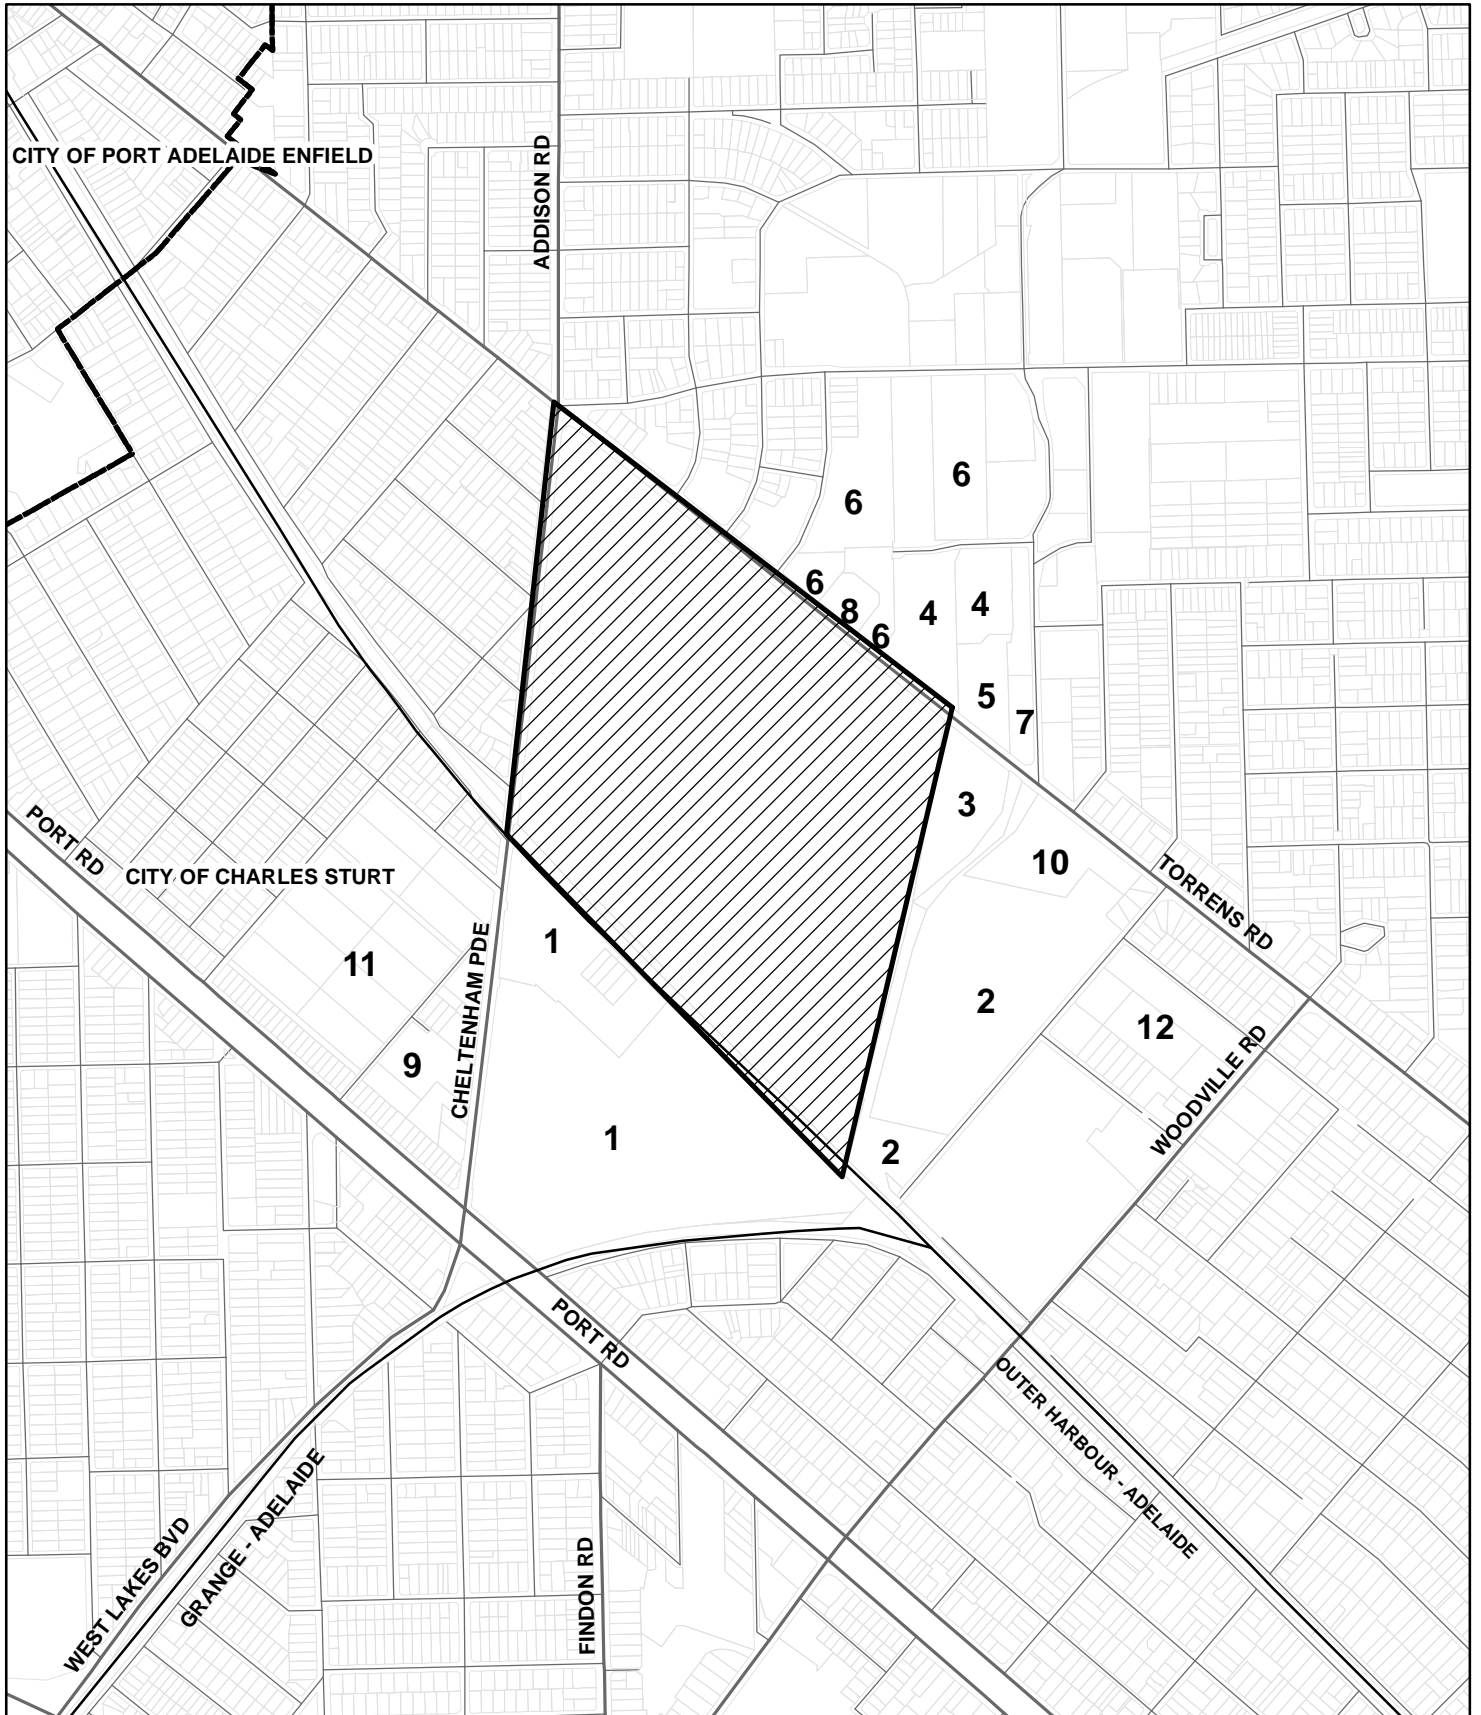 CITY OF PORT ADELAIDE ENFIELD
ADDISON RD
6
6
6
8
6
4
4
5
7
3
10
PORT RD
CITY OF CHARLES STURT
TORRENS RD
1
11
CHELTENHAM PDE
2
12
9
WOODVILLE RD
1
2
PORT RD
OUTER HARBOUR - ADELAIDE
GRANGE - ADELAIDE
WEST LAKES BVD
FINDON RD